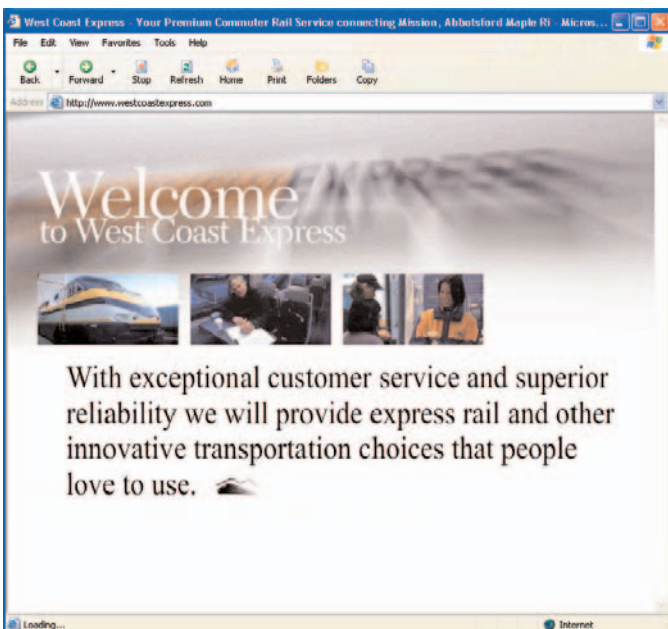 West Coast Express - Your Premium Commuter Rail Service connecting Mission, Abbotsford Maple Ri - Micros...
File Edit View Favorites Tools Help
Back Forward Stop Refresh Home Print Folders Copy
Address http://www.westcoastexpress.com
Welcome
to West Coast Express
With exceptional customer service and superior
reliability we will provide express rail and other
innovative transportation choices that people
love to use.
Loading... Internet